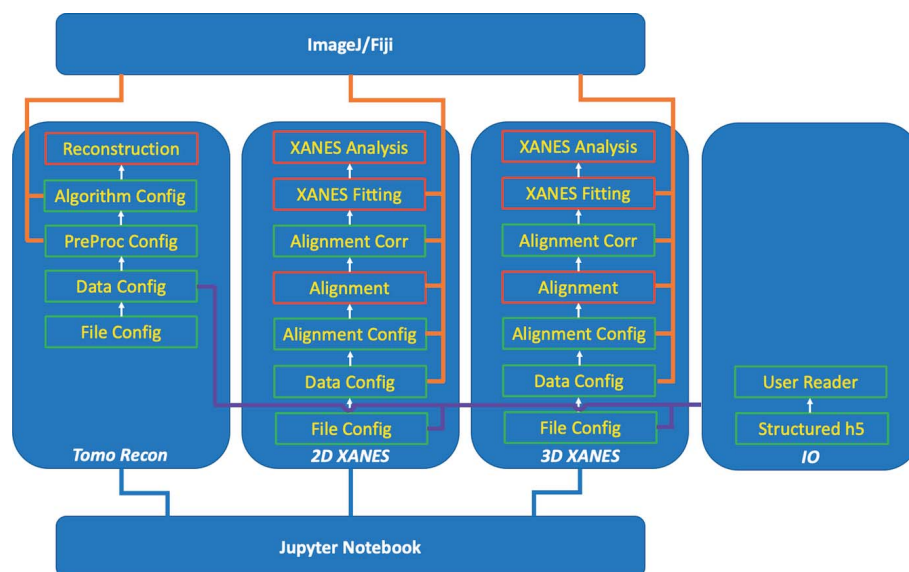 ImageJ/Fiji
Reconstruction
Algorithm Config
PreProc Config
Data Config
File Config
Tomo Recon
XANES Analysis
XANES Fitting
Alignment Corr
Alignment
Alignment Config
Data Config
File Config
2D XANES
XANES Analysis
XANES Fitting
Alignment Corr
Alignment
Alignment Config
Data Config
File Config
3D XANES
User Reader
Structured h5
IO
Jupyter Notebook